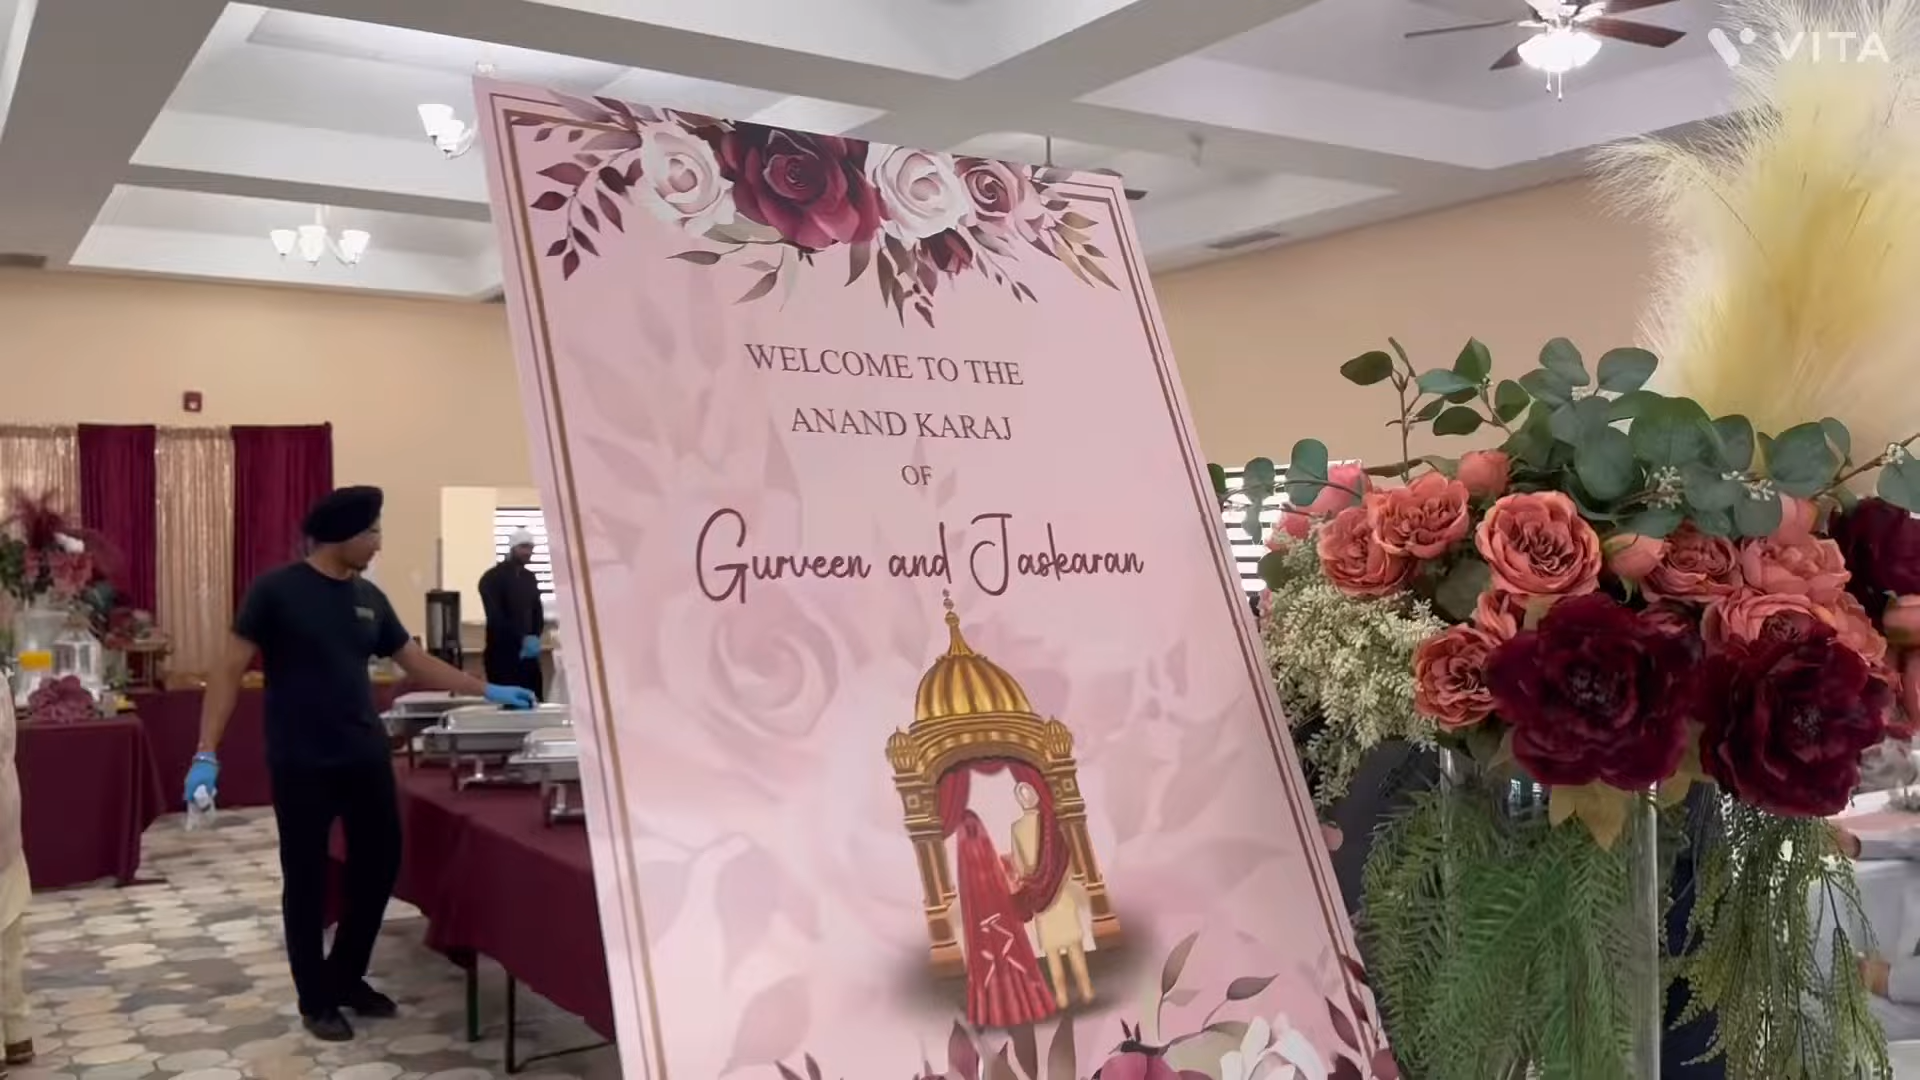 VITA
WELCOME TO THE
ANAND KARAJ
OF
Gurveen and Jaskaran